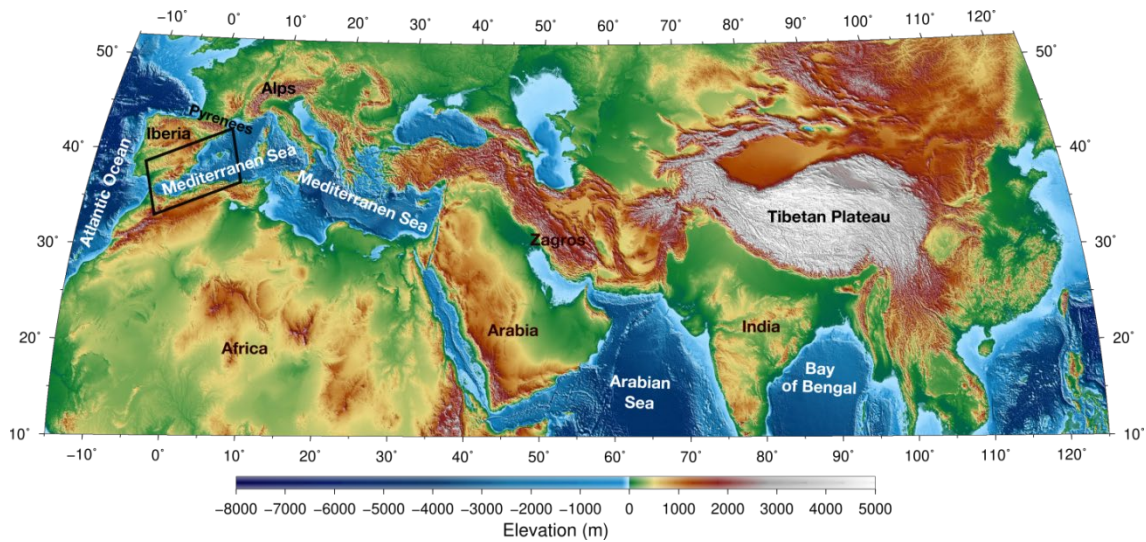 −10˚ 0˚ 10˚ 20˚ 30˚ 40˚ 50˚ 60˚ 70˚ 80˚ 90˚ 100˚ 110˚ 120˚
50˚ 50˚
Alps
Pyrenees
Iberia
40˚ 40˚
Mediterranen Sea
Mediterranen Sea
Atlantic Ocean
Tibetan Plateau
30˚ Zagros 30˚
20˚ Africa Arabia India 20˚
Arabian
Sea
Bay
of Bengal
10˚ 10˚
−10˚ 0˚ 10˚ 20˚ 30˚ 40˚ 50˚ 60˚ 70˚ 80˚ 90˚ 100˚ 110˚ 120˚
−8000 −7000 −6000 −5000 −4000 −3000 −2000 −1000 0 1000 2000 3000 4000 5000
Elevation (m)